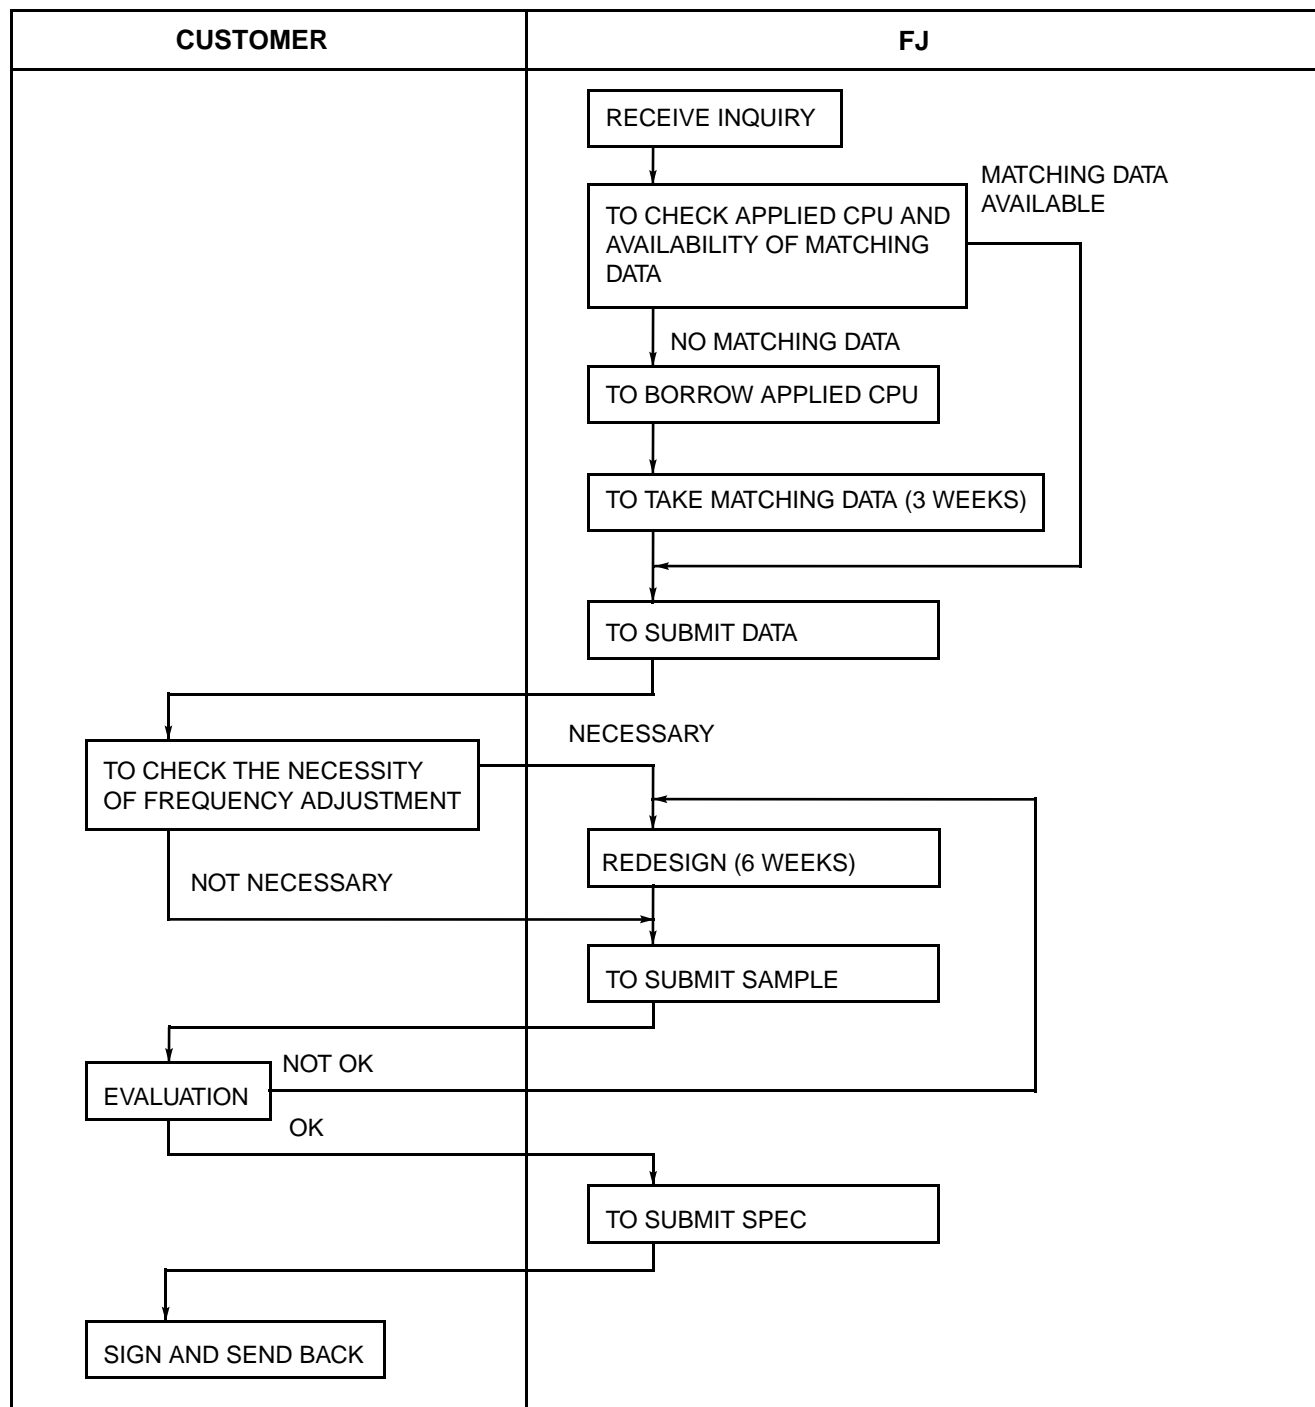 CUSTOMER
FJ
RECEIVE INQUIRY
MATCHING DATA
AVAILABLE
TO CHECK APPLIED CPU AND
AVAILABILITY OF MATCHING
DATA
NO MATCHING DATA
TO BORROW APPLIED CPU
TO TAKE MATCHING DATA (3 WEEKS)
TO SUBMIT DATA
NECESSARY
TO CHECK THE NECESSITY
OF FREQUENCY ADJUSTMENT
REDESIGN (6 WEEKS)
NOT NECESSARY
TO SUBMIT SAMPLE
NOT OK
EVALUATION
OK
TO SUBMIT SPEC
SIGN AND SEND BACK